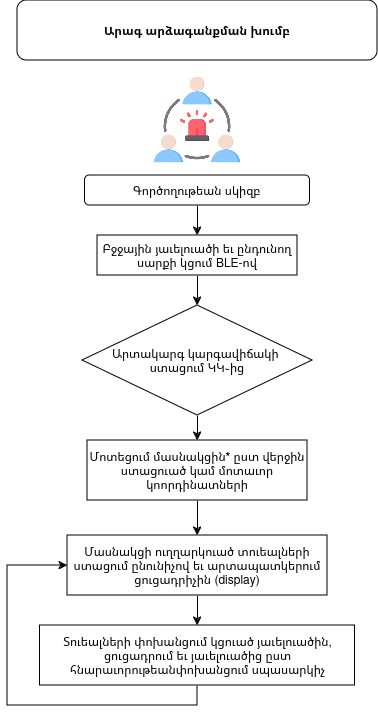 Արագ արձագանքման խումբ
Գործողութեան սկիզբ
Բջջային յաւելուածի եւ ընդունող
սարքի կցում BLE-ով
Արտակարգ կարգավիճակի
ստացում ԿԿ-ից
Մոտեցում մասնակցին* ըստ վերջին
ստացուած կամ մոտաւոր
կոորդինատների
Մասնակցի ուղղարկուած տուեալների
ստացում ընունիչով եւ արտապատկերում
ցուցադրիչին (display)
Տուեալների փոխանցում կցուած յաւելուածին,
ցուցադրում եւ յաւելուածից ըստ
հնարաւորութեանփոխանցում սպասարկիչ